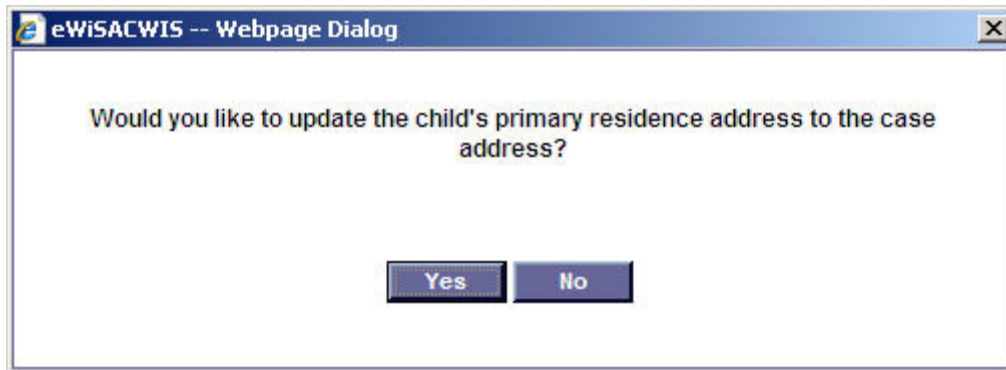 eWiSACWIS -- Webpage Dialog
Would you like to update the child's primary residence address to the case
address?
Yes No